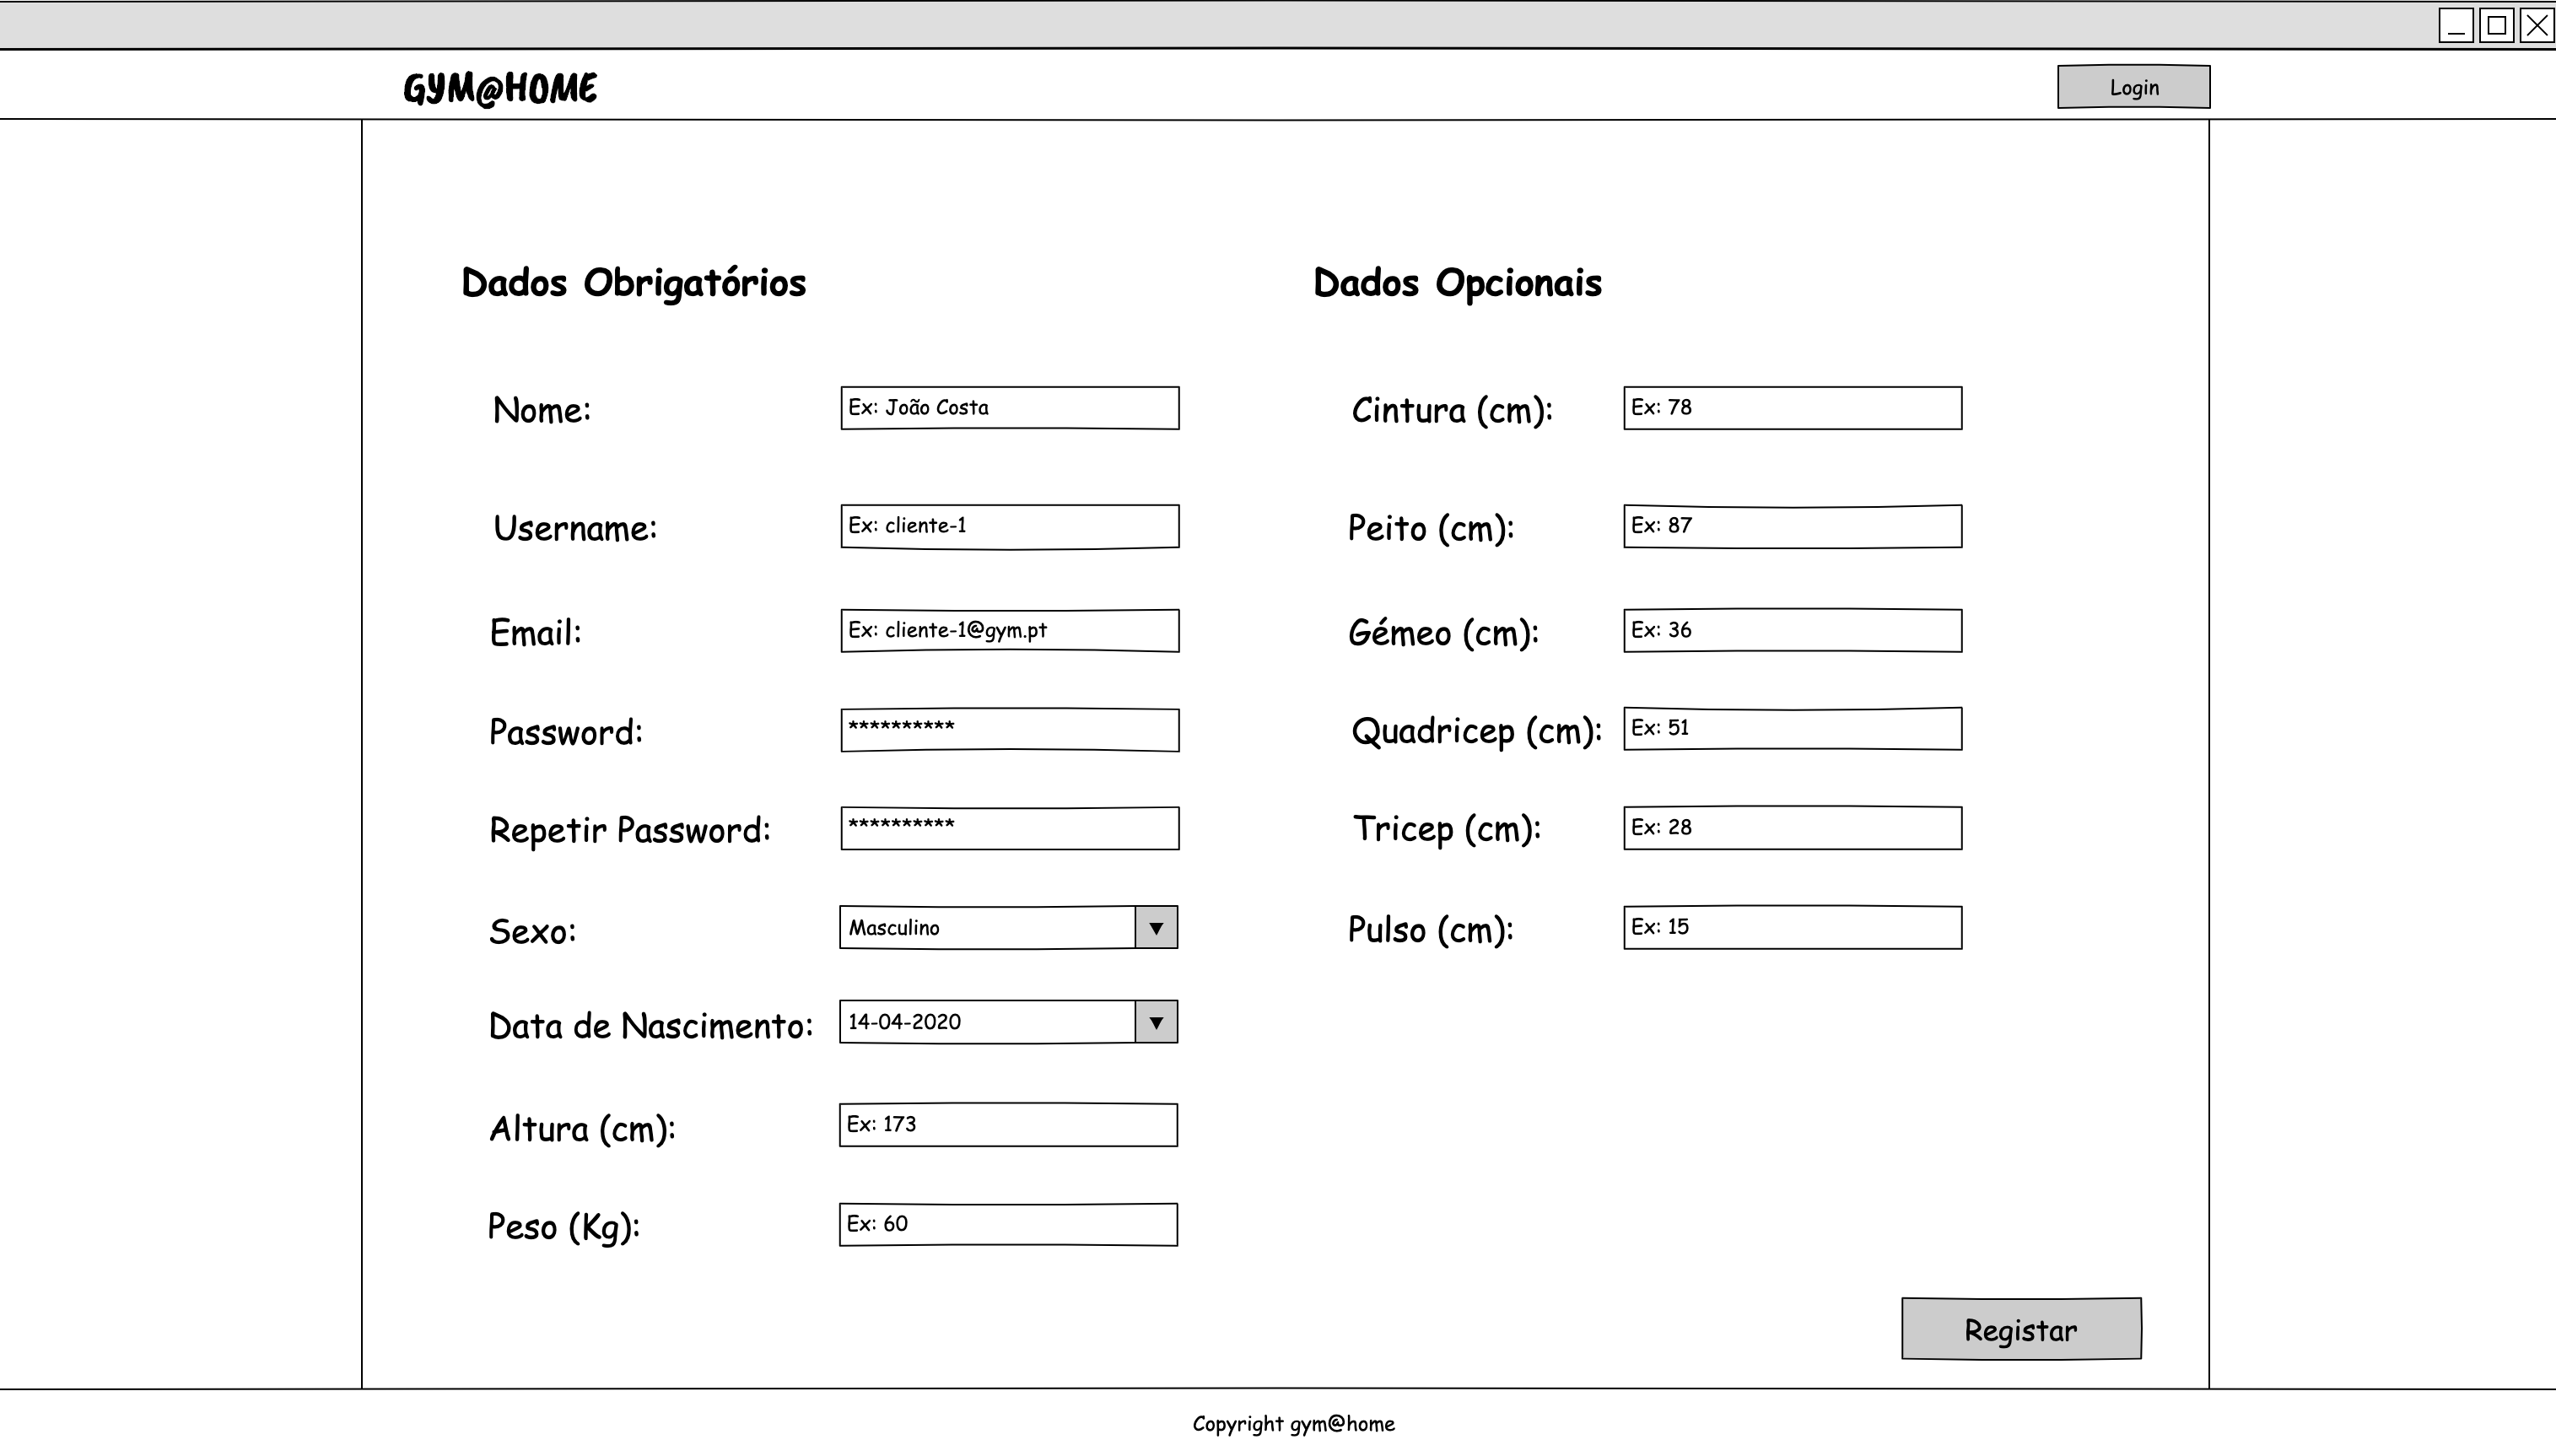 GYM@HOME
Login
Dados Obrigatórios
Nome: Ex: João Costa
Username: Ex: cliente-1
Email: Ex: cliente-1@gym.pt
Password: **********
Repetir Password: **********
Sexo: Masculino
Data de Nascimento: 14-04-2020
Altura (cm): Ex: 173
Peso (Kg): Ex: 60
Dados Opcionais
Cintura (cm): Ex: 78
Peito (cm): Ex: 87
Gémeo (cm): Ex: 36
Quadricep (cm): Ex: 51
Tricep (cm): Ex: 28
Pulso (cm): Ex: 15
Registar
Copyright gym@home